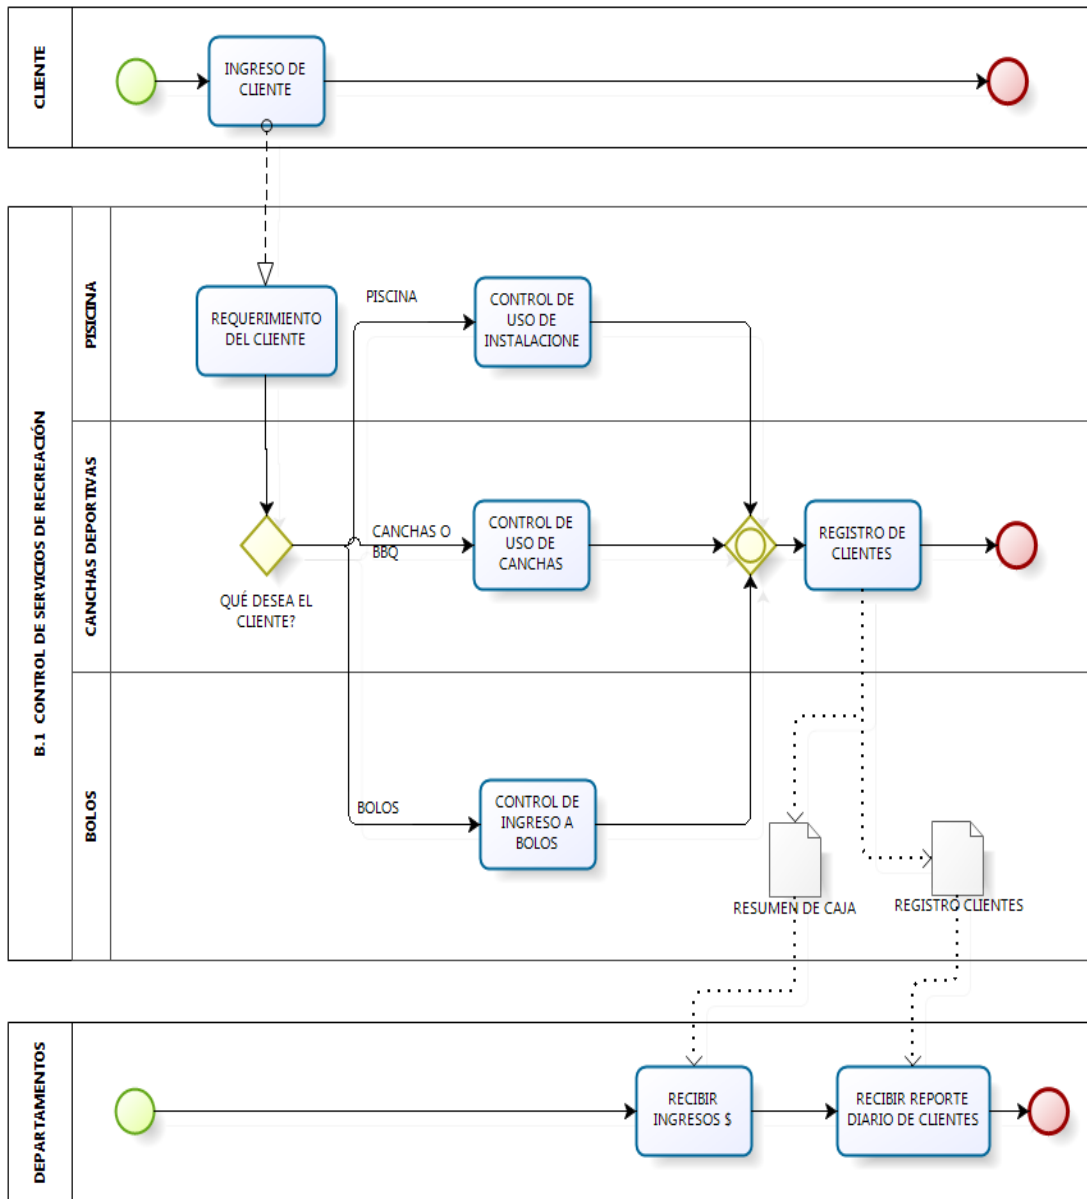 CLIENTE
INGRESO DE
CLIENTE
B.1 CONTROL DE SERVICIOS DE RECREACIÓN
PISICINA
REQUERIMIENTO
DEL CLIENTE
PISCINA
CONTROL DE
USO DE
INSTALACIONE
CANCHAS DEPORTIVAS
QUÉ DESEA EL
CLIENTE?
CANCHAS O
BBQ
CONTROL DE
USO DE
CANCHAS
REGISTRO DE
CLIENTES
BOLOS
BOLOS
CONTROL DE
INGRESO A
BOLOS
RESUMEN DE CAJA
REGISTRO CLIENTES
DEPARTAMENTOS
RECIBIR
INGRESOS $
RECIBIR REPORTE
DIARIO DE CLIENTES